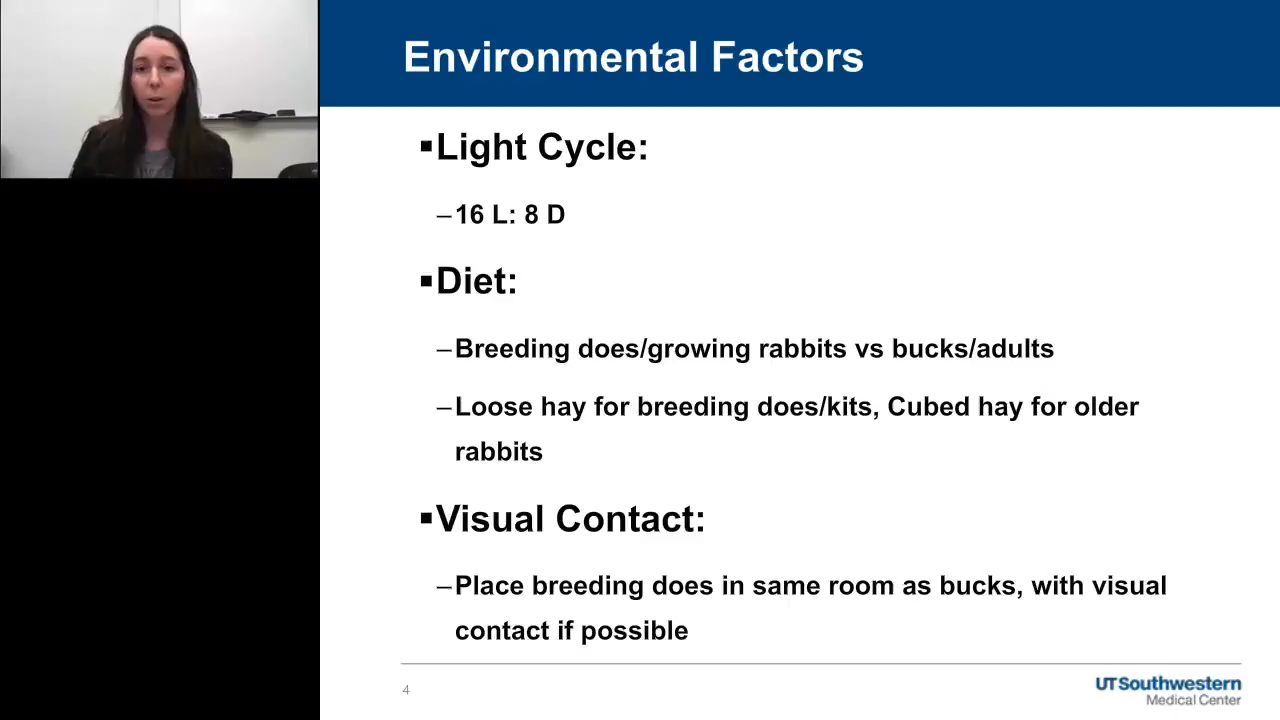 Environmental Factors
▪Light Cycle:
–16 L: 8 D
▪Diet:
–Breeding does/growing rabbits vs bucks/adults
–Loose hay for breeding does/kits, Cubed hay for older
rabbits
▪Visual Contact:
–Place breeding does in same room as bucks, with visual
contact if possible
4
UT Southwestern
Medical Center